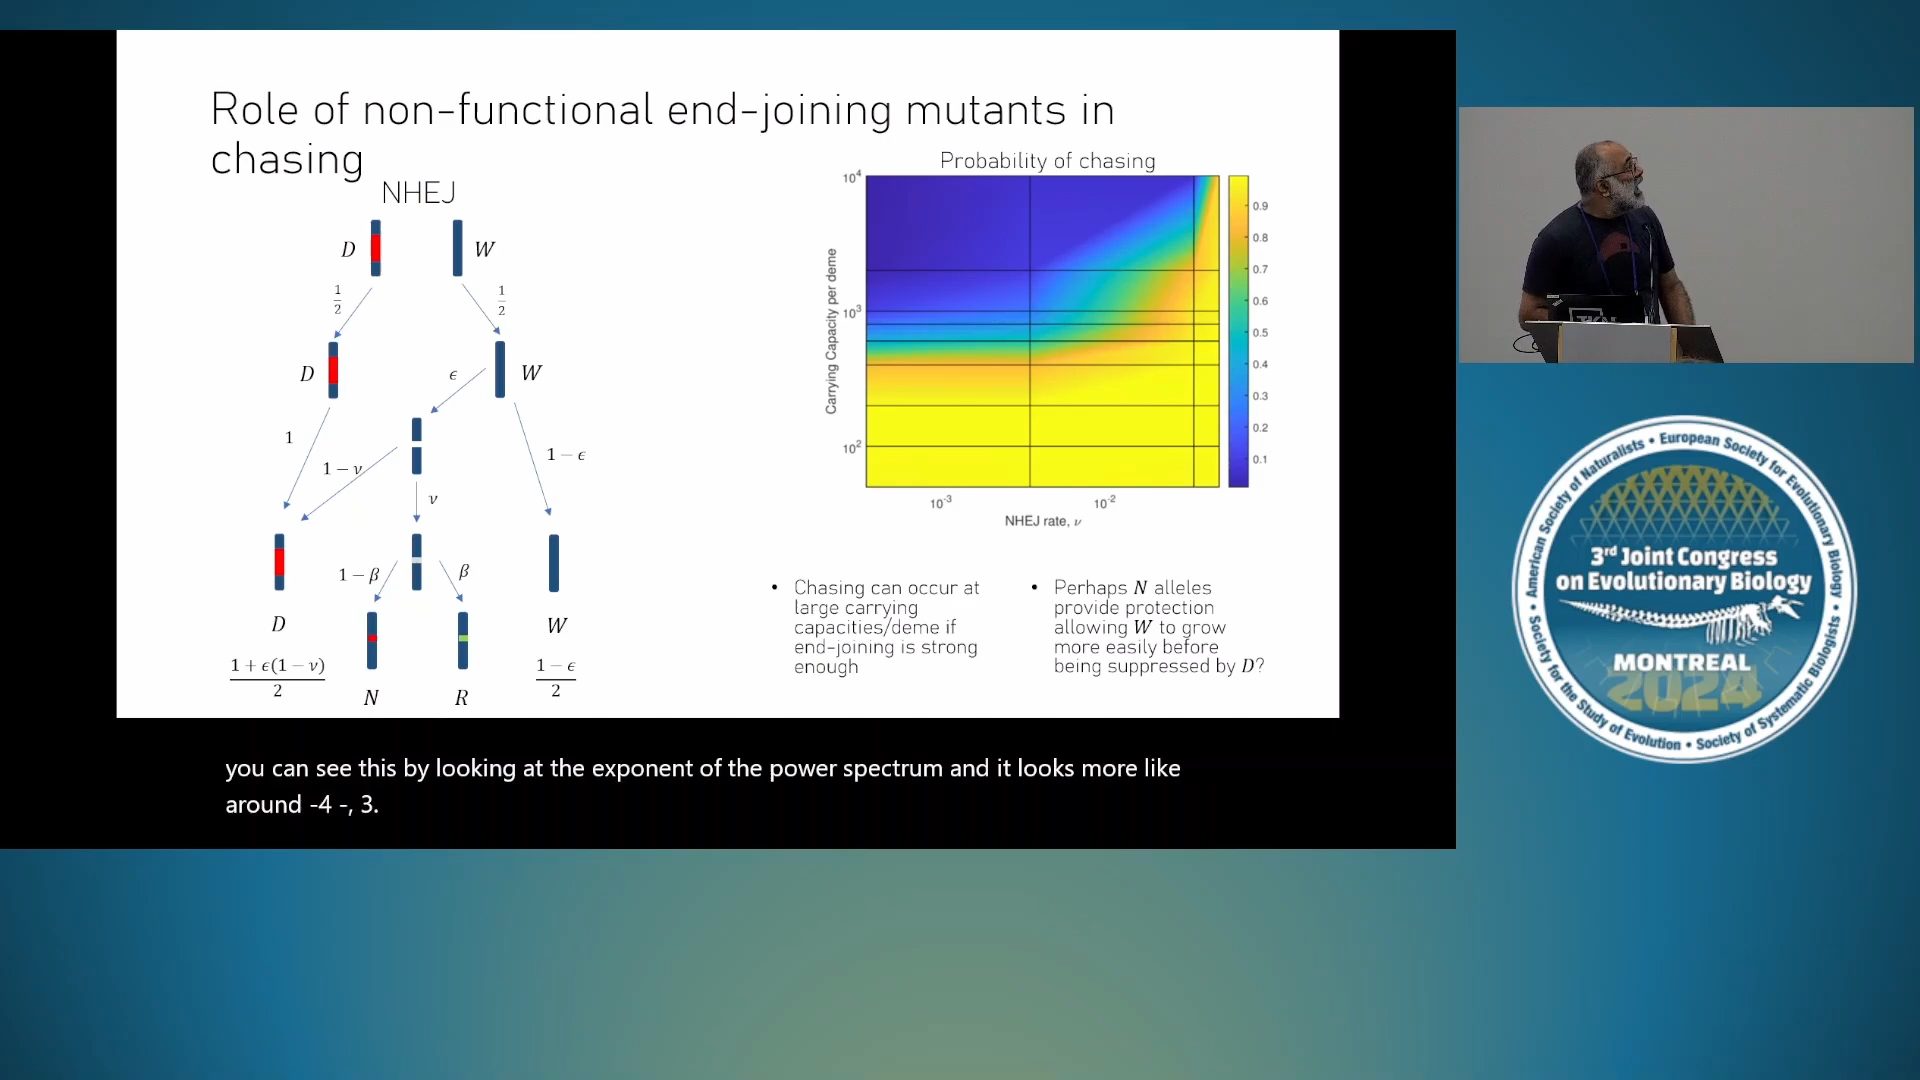 Role of non-functional end-joining mutants in
chasing
NHEJ
D
W
1/2
1/2
D
W
ϵ
1
1 − ν
1 − ϵ
ν
1 − β
β
D
W
1 + ϵ(1 − ν)
2
1 − ϵ
2
N
R
Probability of chasing
Carrying Capacity per deme
10⁴
10³
10²
10⁻³
10⁻²
NHEJ rate, ν
0.9
0.8
0.7
0.6
0.5
0.4
0.3
0.2
0.1
• Chasing can occur at
large carrying
capacities/deme if
end-joining is strong
enough
• Perhaps N alleles
provide protection
allowing W to grow
more easily before
being suppressed by D?
you can see this by looking at the exponent of the power spectrum and it looks more like
around -4 -, 3.
American Society of Naturalists • European Society for Evolutionary Biology •
Society for the Study of Evolution • Society of Systematic Biologists •
3rd Joint Congress
on Evolutionary Biology
MONTREAL
2024